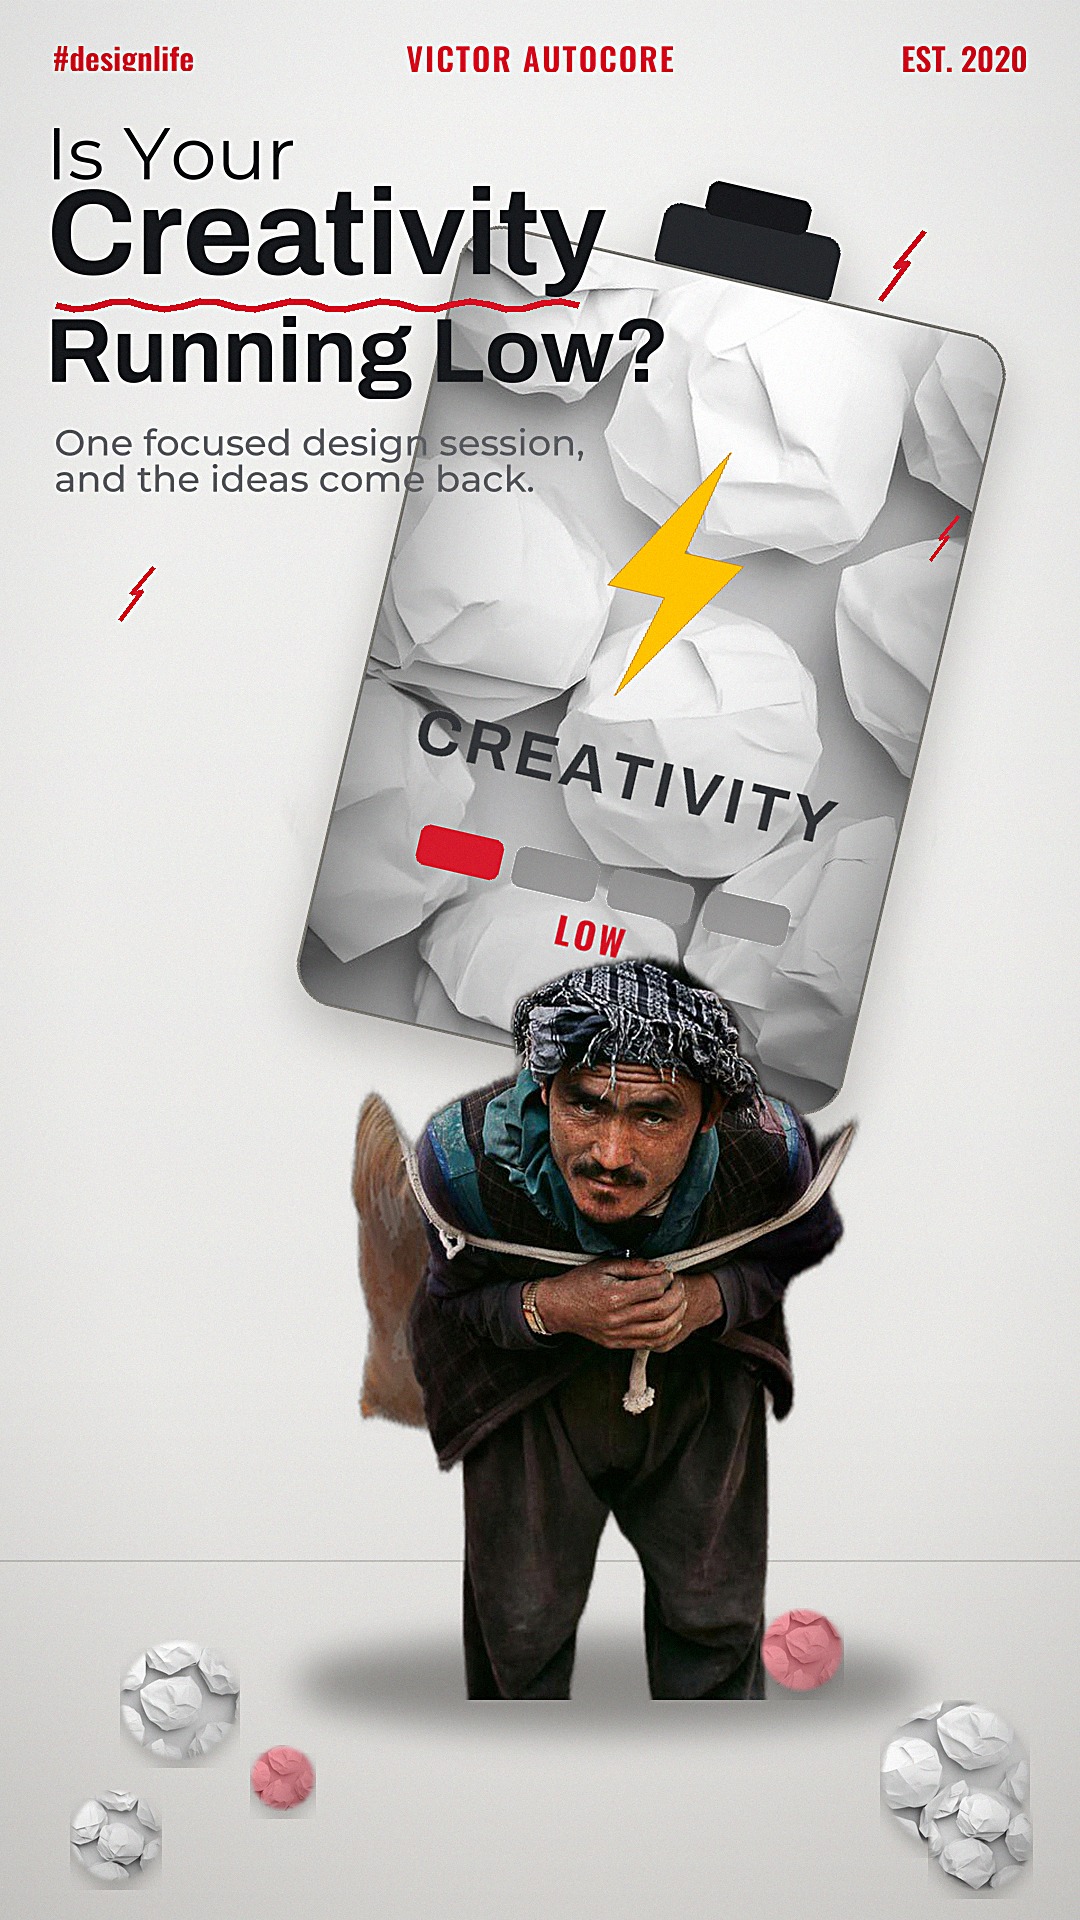 #designlife
VICTOR AUTOCORE
EST. 2020
Is Your
Creativity
Running Low?
One focused design session,
and the ideas come back.
CREATIVITY
LOW